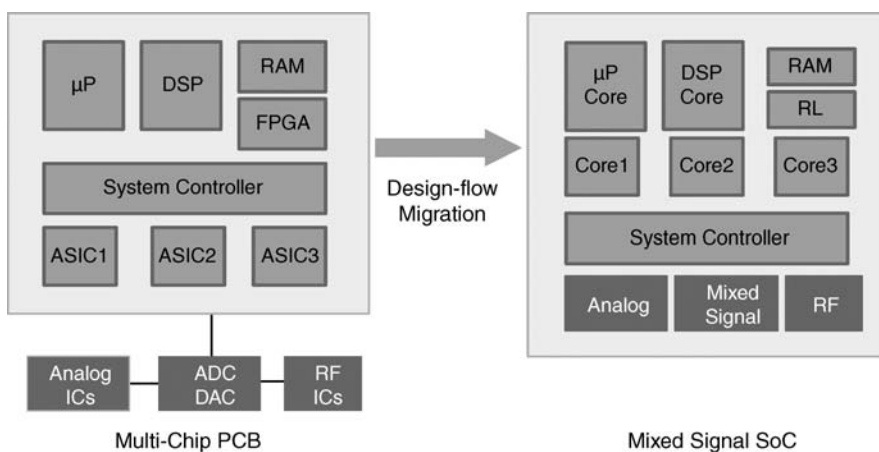 µP
DSP
RAM
FPGA
System Controller
ASIC1
ASIC2
ASIC3
Analog
ICs
ADC
DAC
RF
ICs
Multi-Chip PCB
Design-flow
Migration
µP
Core
DSP
Core
RAM
RL
Core1
Core2
Core3
System Controller
Analog
Mixed
Signal
RF
Mixed Signal SoC